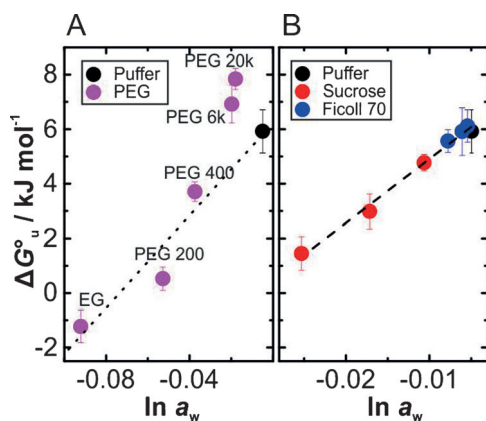 A
B
ΔG°u / kJ mol⁻¹
8
6
4
2
0
-2
Puffer
PEG
PEG 20k
PEG 6k
PEG 400
PEG 200
EG
-0.08
-0.04
ln aw
Puffer
Sucrose
Ficoll 70
-0.02
-0.01
ln aw